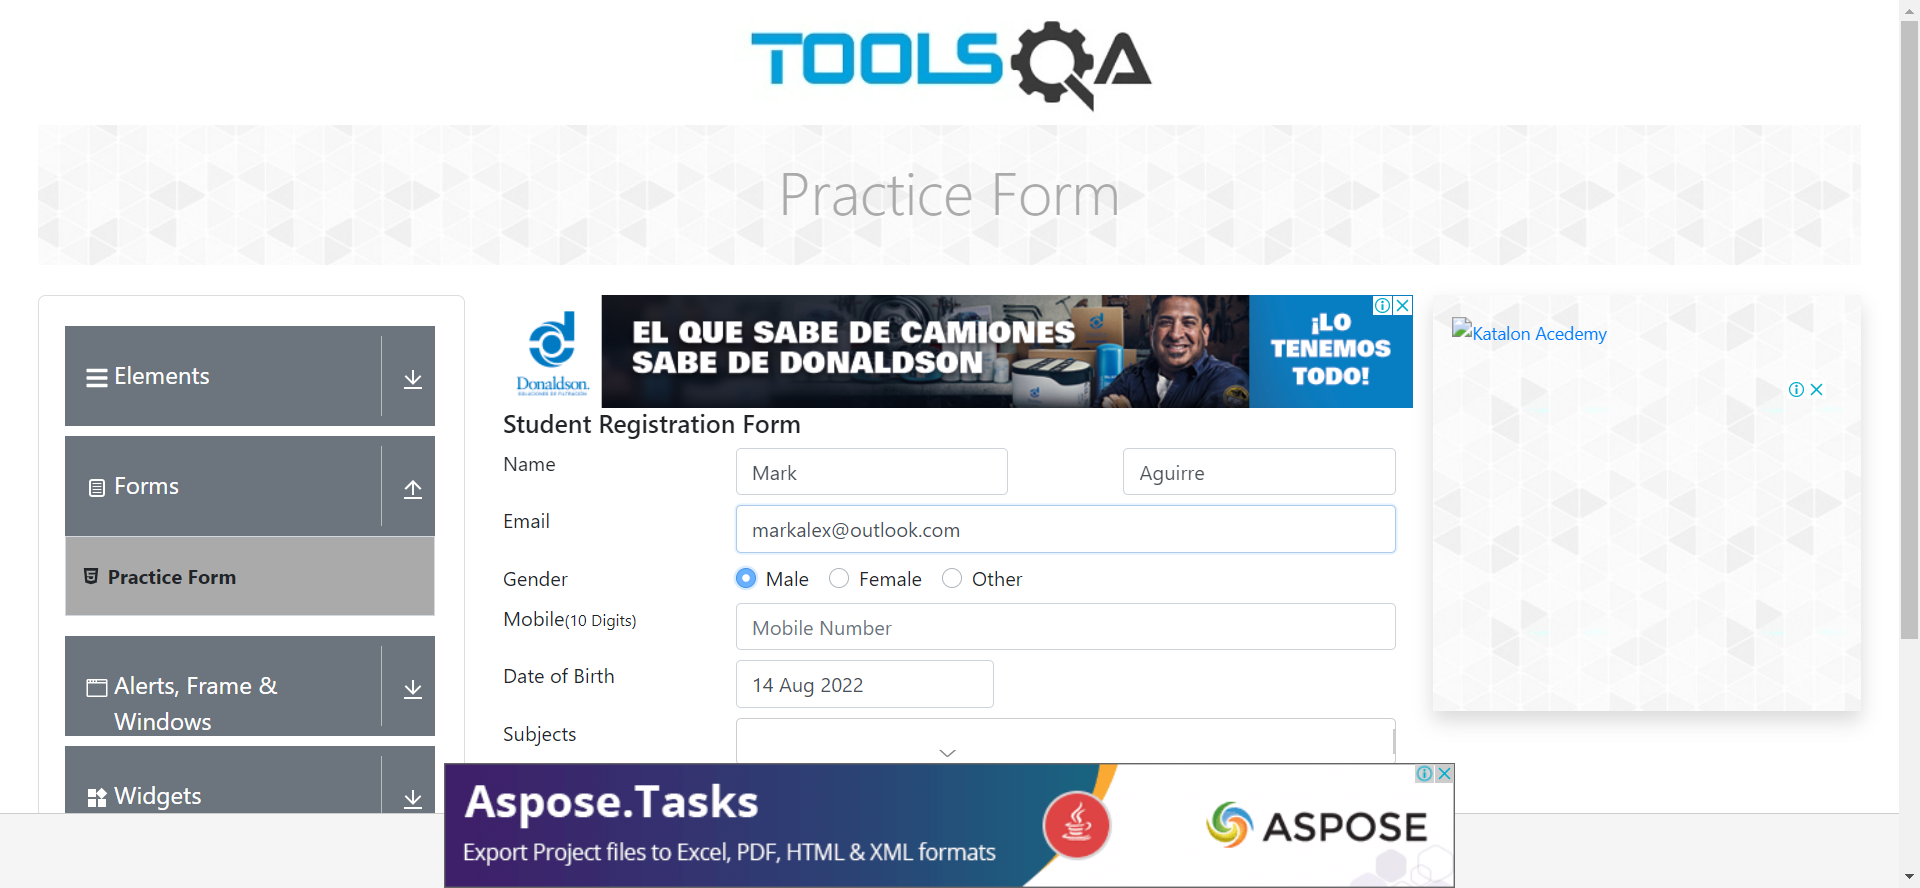 TOOLSQA
Practice Form
Elements
Forms
Practice Form
Alerts, Frame &
Windows
Widgets
Donaldson.
SOLUCIONES DE FILTRACIÓN
EL QUE SABE DE CAMIONES
SABE DE DONALDSON
¡LO
TENEMOS
TODO!
Student Registration Form
Name
Mark
Aguirre
Email
markalex@outlook.com
Gender
Male
Female
Other
Mobile(10 Digits)
Mobile Number
Date of Birth
14 Aug 2022
Subjects
Katalon Acedemy
Aspose.Tasks
Export Project files to Excel, PDF, HTML & XML formats
ASPOSE